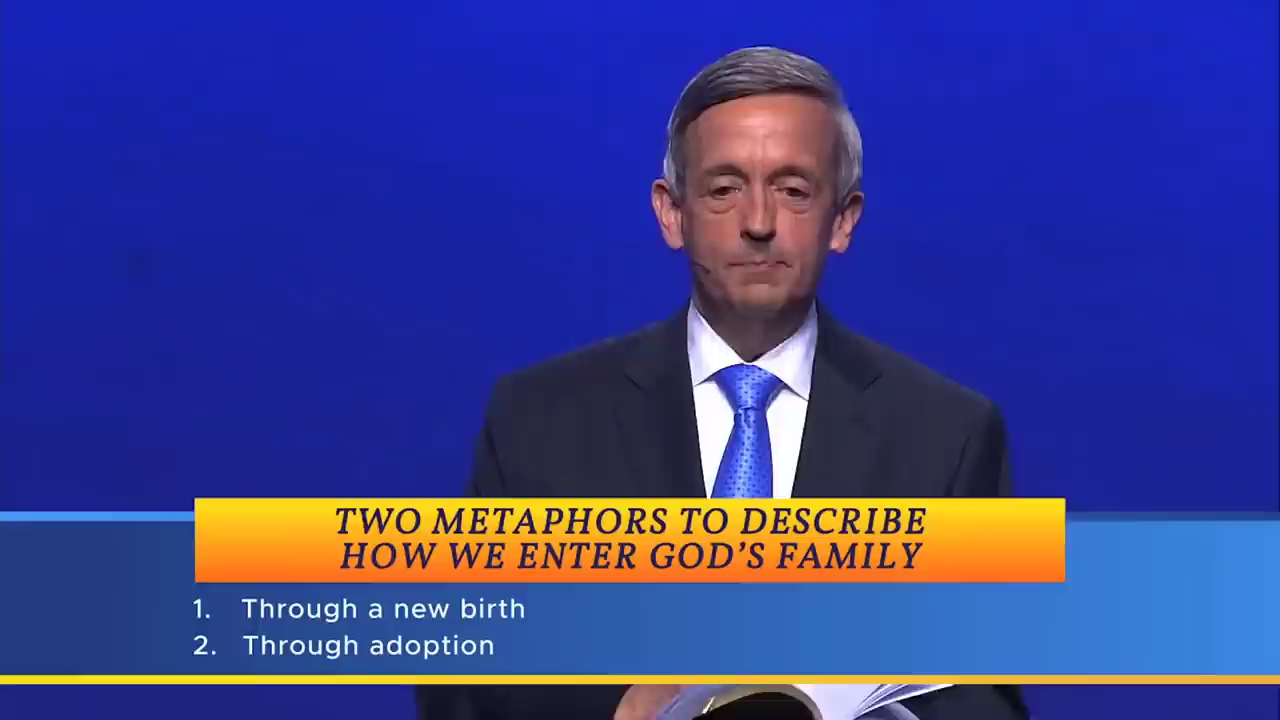 TWO METAPHORS TO DESCRIBE
HOW WE ENTER GOD'S FAMILY
1. Through a new birth
2. Through adoption